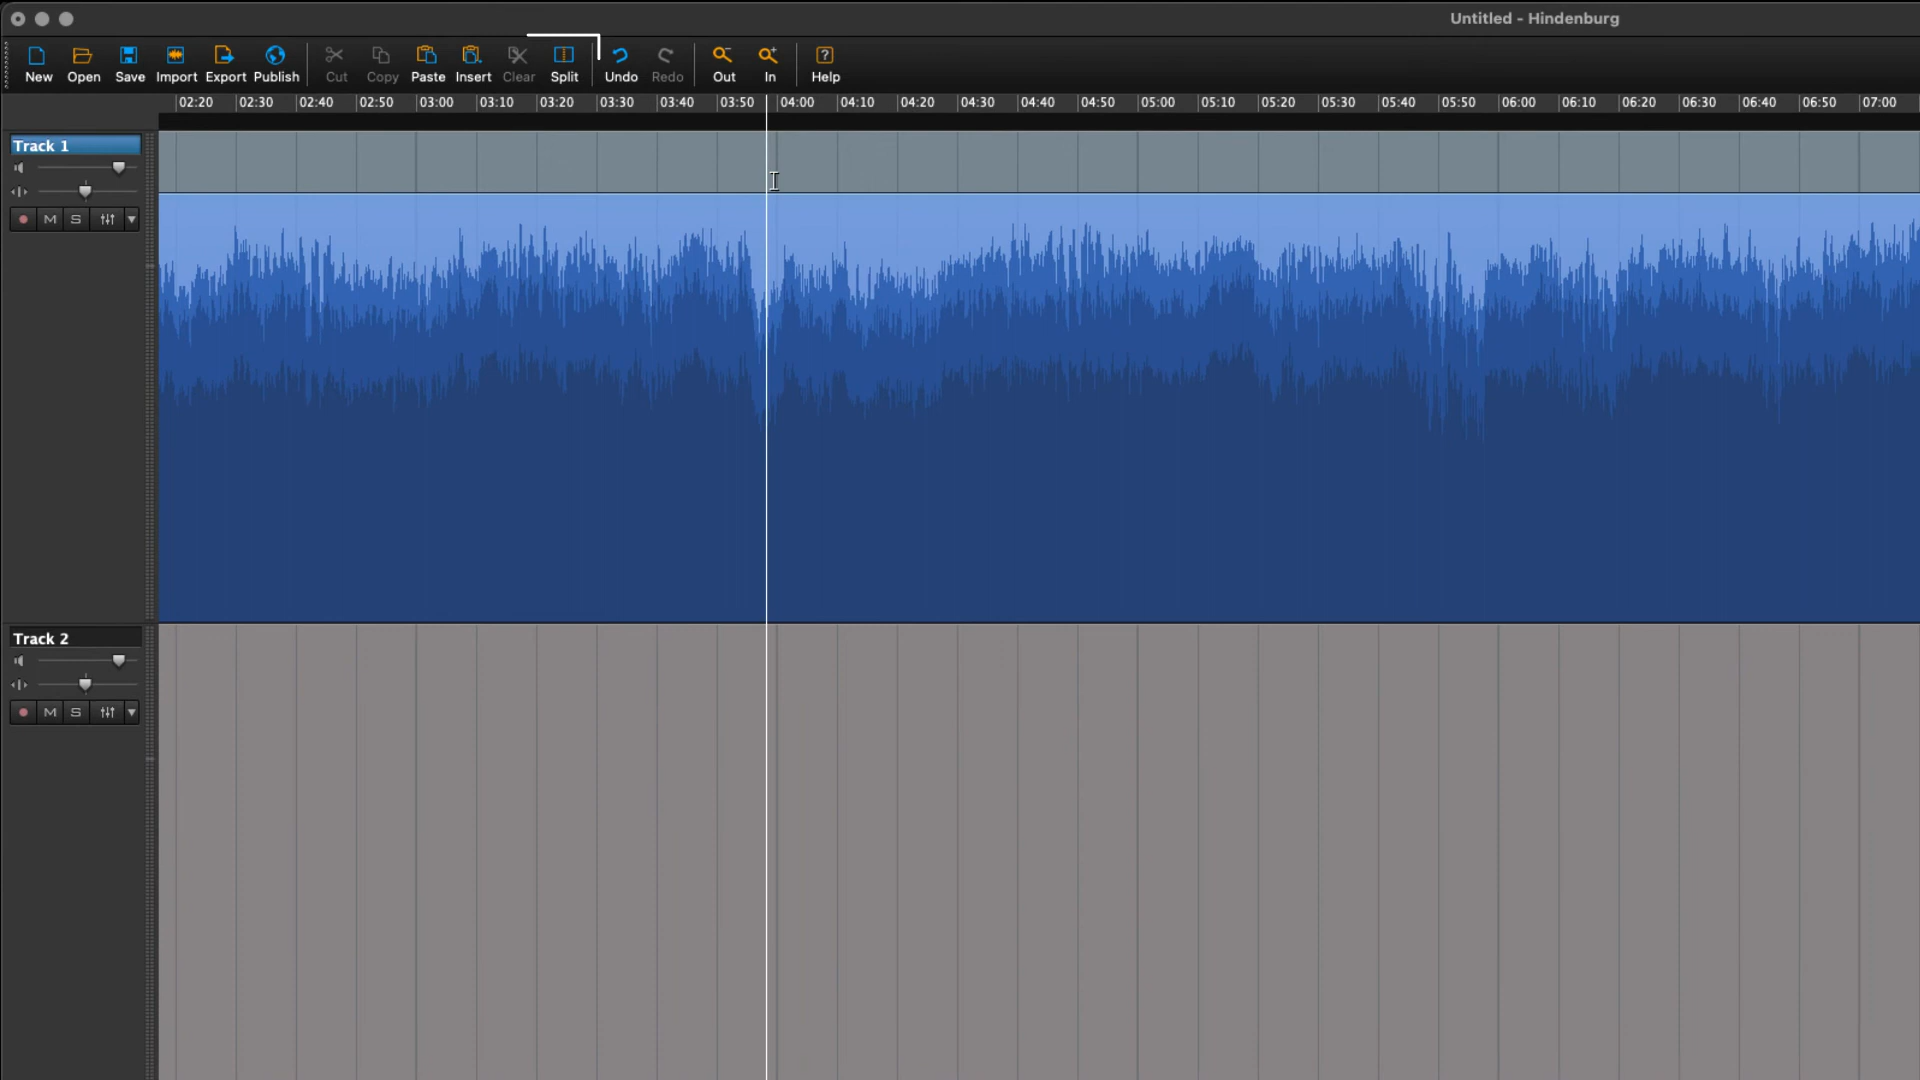 Untitled - Hindenburg
New Open Save Import Export Publish Cut Copy Paste Insert Clear Split Undo Redo Out In Help
02:20 02:30 02:40 02:50 03:00 03:10 03:20 03:30 03:40 03:50 04:00 04:10 04:20 04:30 04:40 04:50 05:00 05:10 05:20 05:30 05:40 05:50 06:00 06:10 06:20 06:30 06:40 06:50 07:00
Track 1
M S
Track 2
M S